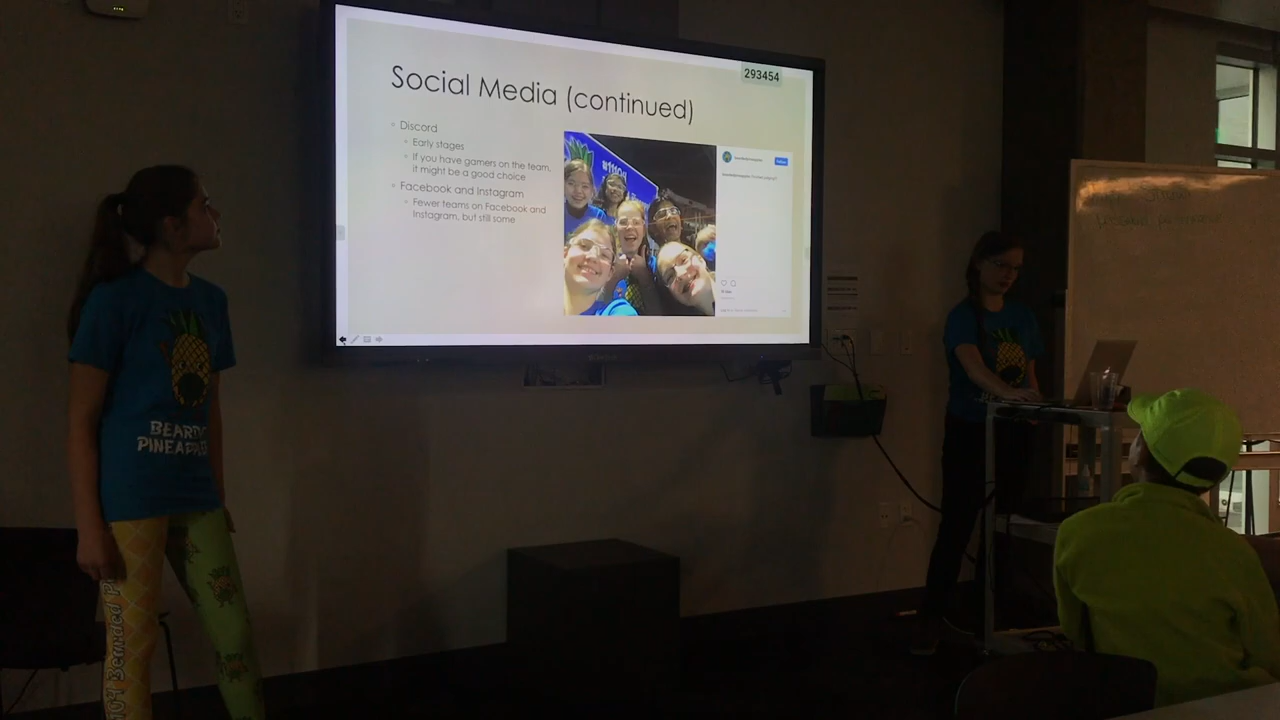 293454
Social Media (continued)
Discord
Early stages
If you have gamers on the team,
it might be a good choice
Facebook and Instagram
Fewer teams on Facebook and
Instagram, but still some
BEARDED
PINEAPPLES